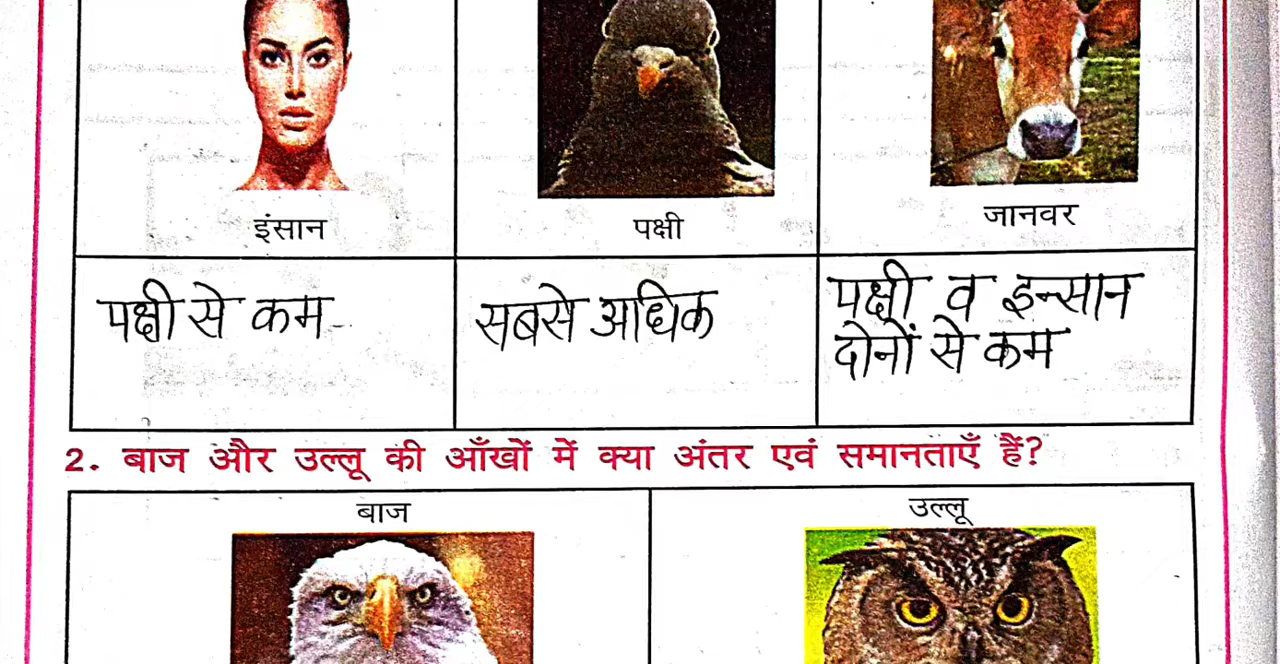 इंसान
पक्षी
जानवर
पक्षी से कम
सबसे अधिक
पक्षी व इन्सान
दोनों से कम
2. बाज और उल्लू की आँखों में क्या अंतर एवं समानताएँ हैं?
बाज
उल्लू